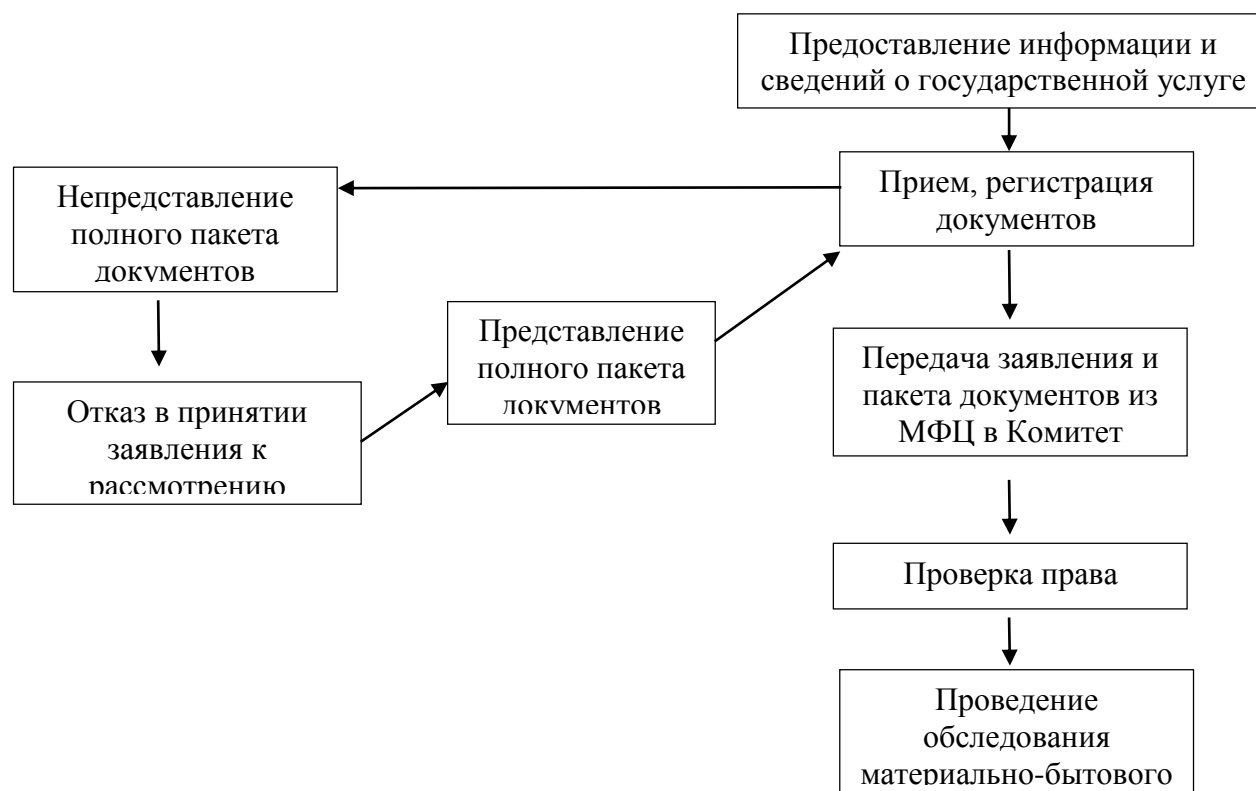 Предоставление информации и
сведений о государственной услуге
Прием, регистрация
документов
Непредставление
полного пакета
документов
Отказ в принятии
заявления к
рассмотрению
Представление
полного пакета
документов
Передача заявления и
пакета документов из
МФЦ в Комитет
Проверка права
Проведение
обследования
материально-бытового